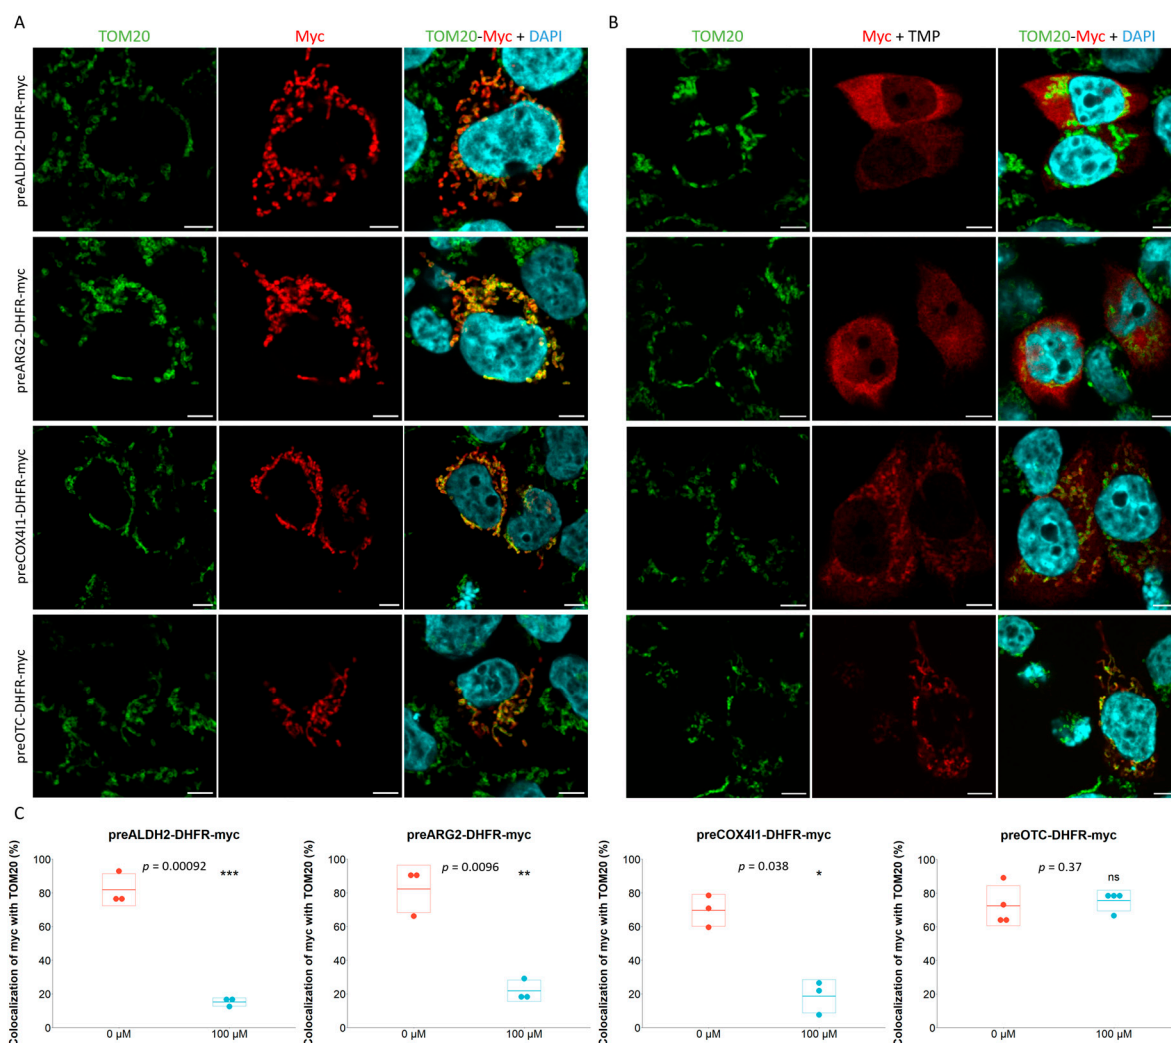 A
B
TOM20 Myc TOM20-Myc + DAPI
TOM20 Myc + TMP TOM20-Myc + DAPI
preALDH2-DHFR-myc
preARG2-DHFR-myc
preCOX4I1-DHFR-myc
preOTC-DHFR-myc
C
preALDH2-DHFR-myc
Colocalization of myc with TOM20 (%)
100
80
60
40
20
0
p = 0.00092
***
0 μM 100 μM
preARG2-DHFR-myc
Colocalization of myc with TOM20 (%)
100
80
60
40
20
0
p = 0.0096
**
0 μM 100 μM
preCOX4I1-DHFR-myc
Colocalization of myc with TOM20 (%)
100
80
60
40
20
0
p = 0.038
*
0 μM 100 μM
preOTC-DHFR-myc
Colocalization of myc with TOM20 (%)
100
80
60
40
20
0
p = 0.37
ns
0 μM 100 μM